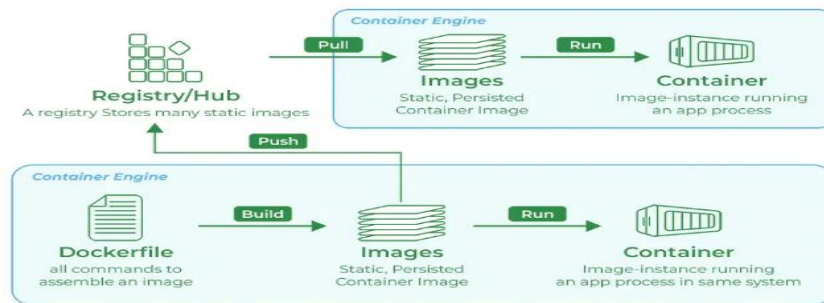 Container Engine
Pull
Run
Registry/Hub
A registry Stores many static images
Images
Static, Persisted
Container Image
Container
Image-instance running
an app process
Push
Container Engine
Build
Run
Dockerfile
all commands to
assemble an image
Images
Static, Persisted
Container Image
Container
Image-instance running
an app process in same system